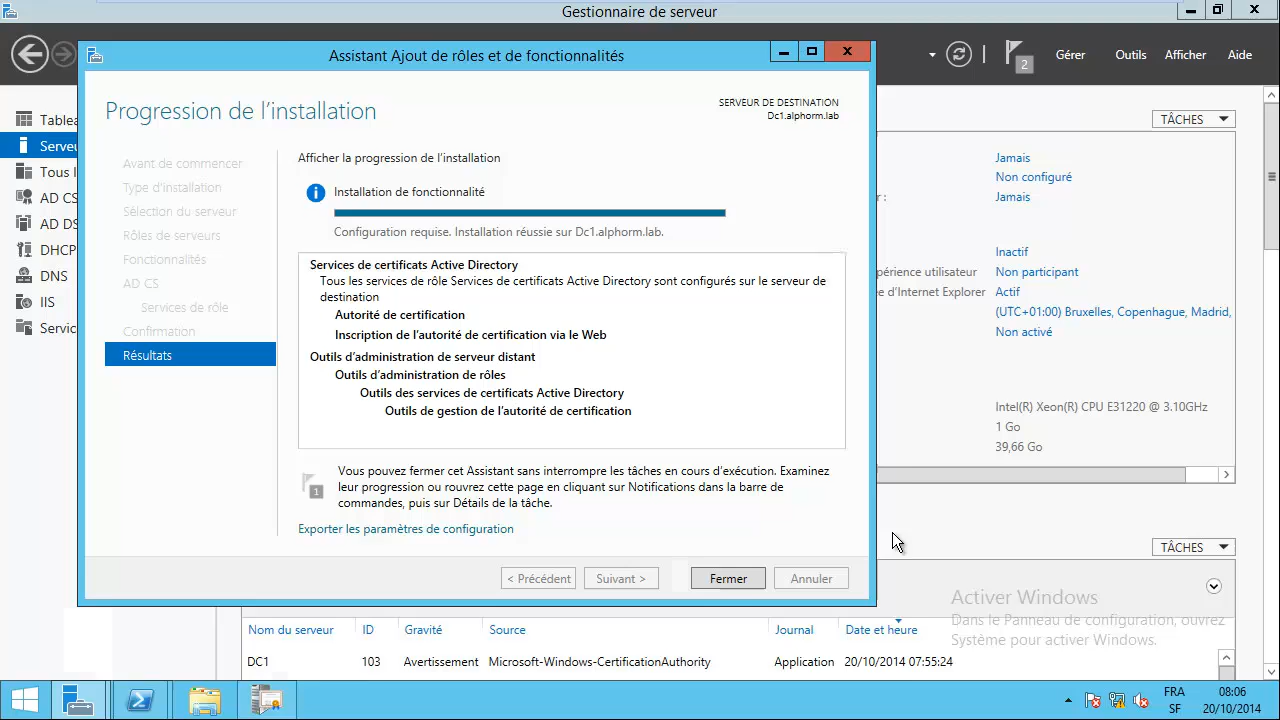 Gestionnaire de serveur
Assistant Ajout de rôles et de fonctionnalités
2
Gérer
Outils
Afficher
Aide
Progression de l'installation
SERVEUR DE DESTINATION
Dc1.alphorm.lab
Avant de commencer
Type d'installation
Sélection du serveur
Rôles de serveurs
Fonctionnalités
AD CS
Services de rôle
Confirmation
Résultats
Afficher la progression de l'installation
Installation de fonctionnalité
Configuration requise. Installation réussie sur Dc1.alphorm.lab.
Services de certificats Active Directory
Tous les services de rôle Services de certificats Active Directory sont configurés sur le serveur de
destination
Autorité de certification
Inscription de l'autorité de certification via le Web
Outils d'administration de serveur distant
Outils d'administration de rôles
Outils des services de certificats Active Directory
Outils de gestion de l'autorité de certification
1
Vous pouvez fermer cet Assistant sans interrompre les tâches en cours d'exécution. Examinez
leur progression ou rouvrez cette page en cliquant sur Notifications dans la barre de
commandes, puis sur Détails de la tâche.
Exporter les paramètres de configuration
< Précédent
Suivant >
Fermer
Annuler
Tablea
Serveu
Tous l
AD CS
AD DS
DHCP
DNS
IIS
Servic
TÂCHES
Jamais
Non configuré
r :
Jamais
Inactif
périence utilisateur
Non participant
e d'Internet Explorer
Actif
(UTC+01:00) Bruxelles, Copenhague, Madrid,
Non activé
Intel(R) Xeon(R) CPU E31220 @ 3.10GHz
1 Go
39,66 Go
TÂCHES
Activer Windows
Dans le Panneau de configuration, ouvrez
Système pour activer Windows.
Nom du serveur
ID
Gravité
Source
Journal
Date et heure
DC1
103
Avertissement
Microsoft-Windows-CertificationAuthority
Application
20/10/2014 07:55:24
FRA
SF
08:06
20/10/2014